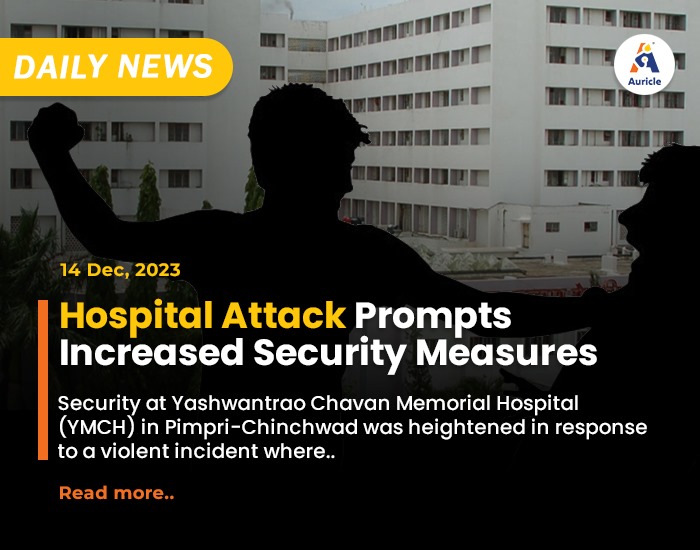 DAILY NEWS
Auricle
14 Dec, 2023
Hospital Attack Prompts
Increased Security Measures
Security at Yashwantrao Chavan Memorial Hospital
(YMCH) in Pimpri-Chinchwad was heightened in response
to a violent incident where..
Read more..